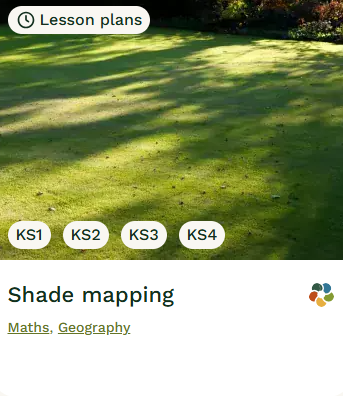 Lesson plans
KS1 KS2 KS3 KS4
Shade mapping
Maths, Geography